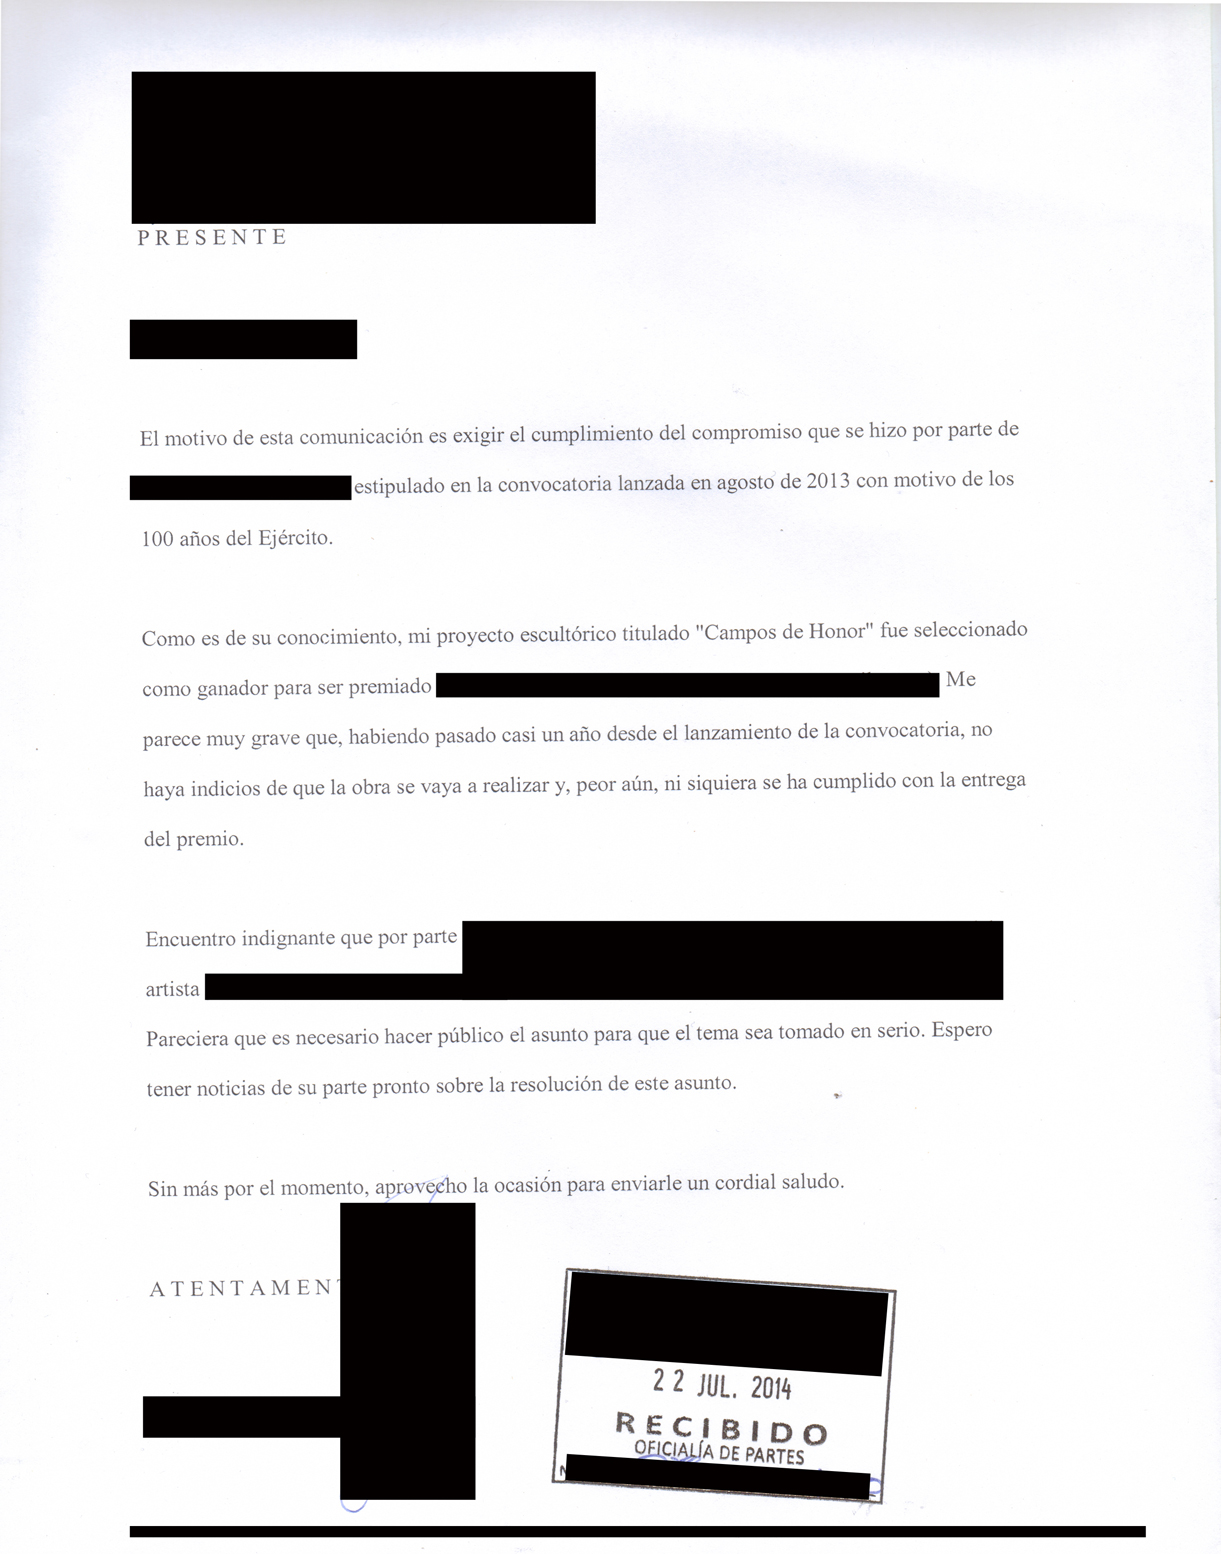 P R E S E N T E
El motivo de esta comunicación es exigir el cumplimiento del compromiso que se hizo por parte de
estipulado en la convocatoria lanzada en agosto de 2013 con motivo de los
100 años del Ejército.
Como es de su conocimiento, mi proyecto escultórico titulado "Campos de Honor" fue seleccionado
como ganador para ser premiado Me
parece muy grave que, habiendo pasado casi un año desde el lanzamiento de la convocatoria, no
haya indicios de que la obra se vaya a realizar y, peor aún, ni siquiera se ha cumplido con la entrega
del premio.
Encuentro indignante que por parte
artista
Pareciera que es necesario hacer público el asunto para que el tema sea tomado en serio. Espero
tener noticias de su parte pronto sobre la resolución de este asunto.
Sin más por el momento, aprovecho la ocasión para enviarle un cordial saludo.
A T E N T A M E N
22 JUL. 2014
RECIBIDO
OFICIALÍA DE PARTES